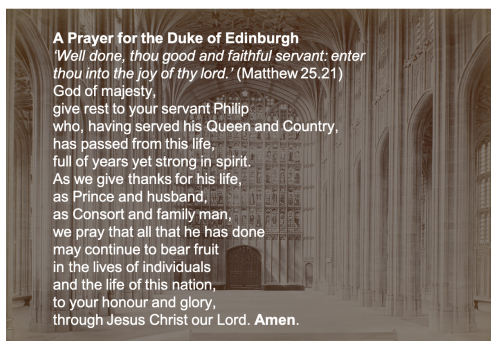 A Prayer for the Duke of Edinburgh
‘Well done, thou good and faithful servant: enter
thou into the joy of thy lord.’ (Matthew 25.21)
God of majesty,
give rest to your servant Philip
who, having served his Queen and Country,
has passed from this life,
full of years yet strong in spirit.
As we give thanks for his life,
as Prince and husband,
as Consort and family man,
we pray that all that he has done
may continue to bear fruit
in the lives of individuals
and the life of this nation,
to your honour and glory,
through Jesus Christ our Lord. Amen.